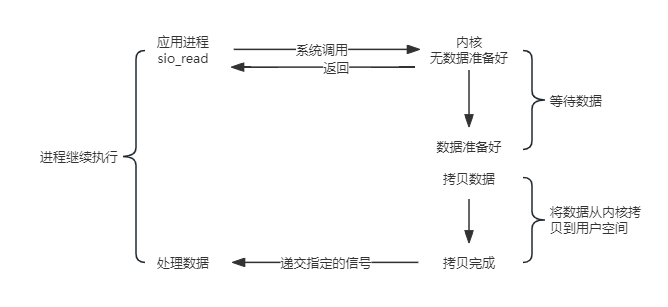 应用进程
sio_read
系统调用
返回
内核
无数据准备好
等待数据
数据准备好
进程继续执行
拷贝数据
将数据从内核拷
贝到用户空间
处理数据
递交指定的信号
拷贝完成